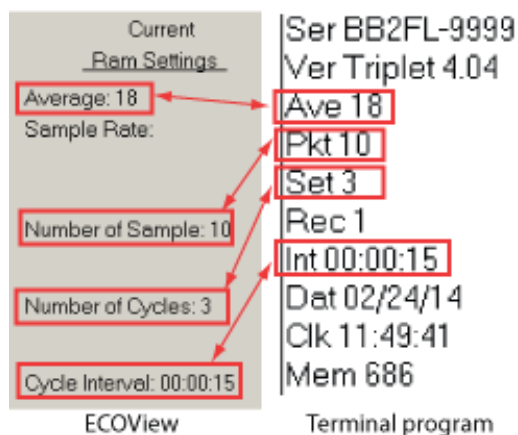 Current
Ram Settings
Average: 18
Sample Rate:
Number of Sample: 10
Number of Cycles: 3
Cycle Interval: 00:00:15
ECOView
Ser BB2FL-9999
Ver Triplet 4.04
Ave 18
Pkt 10
Set 3
Rec 1
Int 00:00:15
Dat 02/24/14
Clk 11:49:41
Mem 686
Terminal program